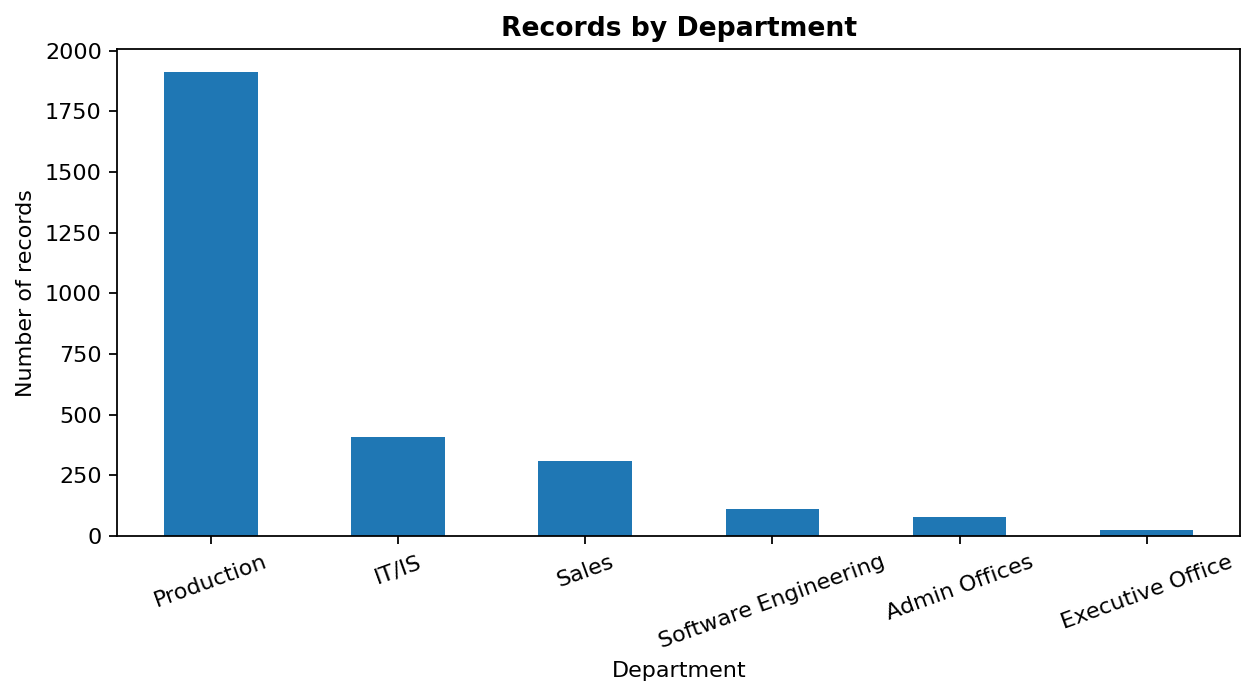 Records by Department
Number of records
2000
1750
1500
1250
1000
750
500
250
0
Production
IT/IS
Sales
Software Engineering
Admin Offices
Executive Office
Department